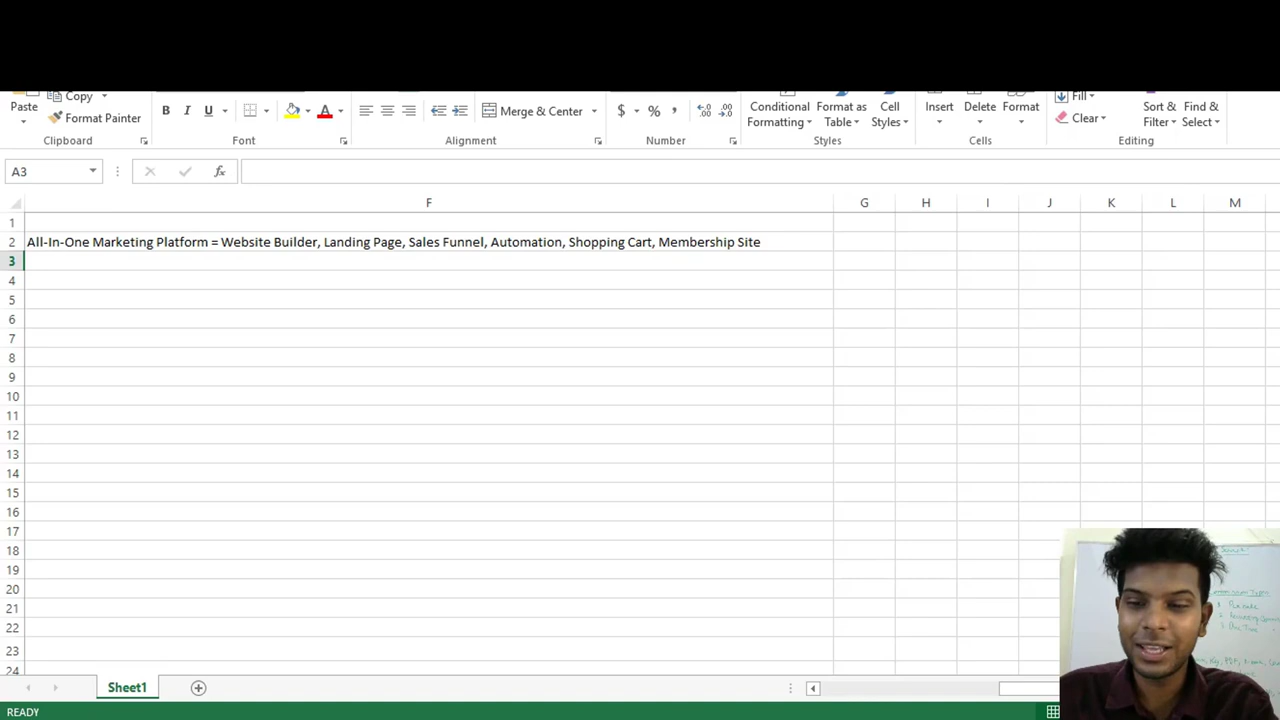 Copy
Fill
Paste
Format Painter
B I U A
Merge & Center
$ % ,
Conditional Formatting
Format as Table
Cell Styles
Insert
Delete
Format
Clear
Sort & Filter
Find & Select
Clipboard
Font
Alignment
Number
Styles
Cells
Editing
A3
fx
F G H I J K L M
1
2 All-In-One Marketing Platform = Website Builder, Landing Page, Sales Funnel, Automation, Shopping Cart, Membership Site
3
4
5
6
7
8
9
10
11
12
13
14
15
16
17
18
19
20
21
22
23
24
Sheet1
READY